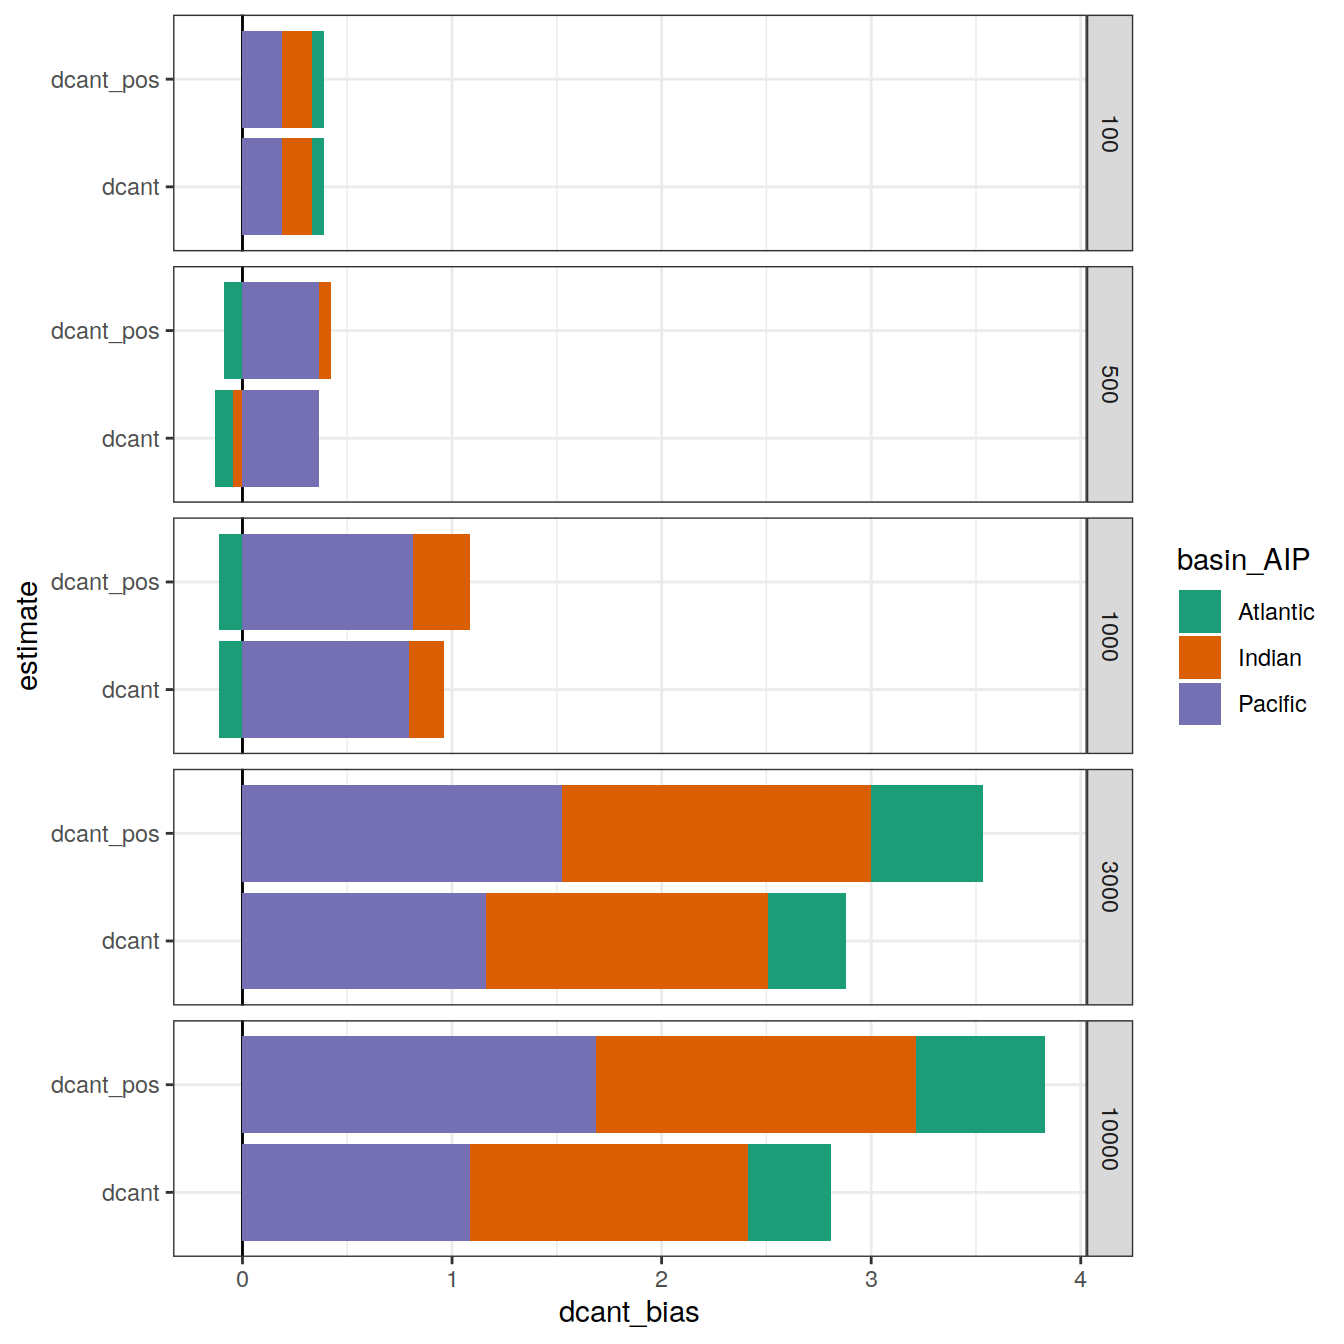 dcant_pos
dcant
100
dcant_pos
dcant
500
dcant_pos
dcant
1000
dcant_pos
dcant
3000
dcant_pos
dcant
10000
0 1 2 3 4
dcant_bias
estimate
basin_AIP
Atlantic
Indian
Pacific